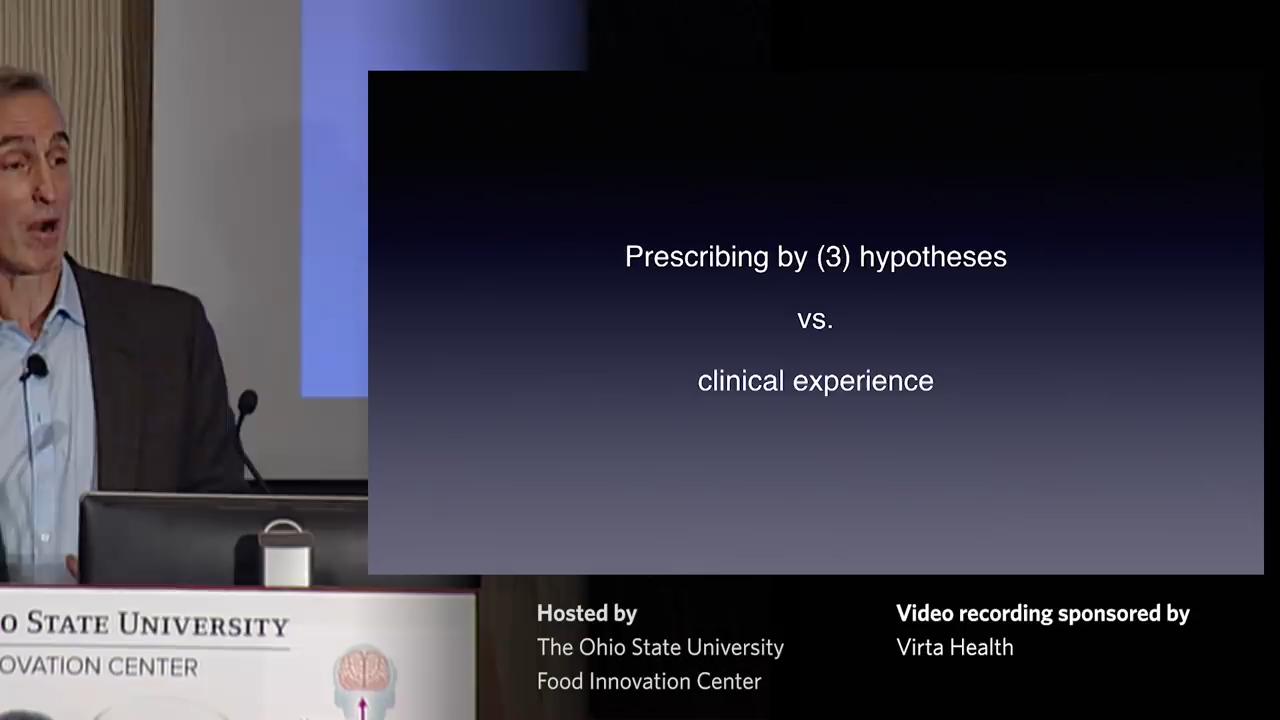 Prescribing by (3) hypotheses
vs.
clinical experience
O STATE UNIVERSITY
OVATION CENTER
Hosted by
The Ohio State University
Food Innovation Center
Video recording sponsored by
Virta Health